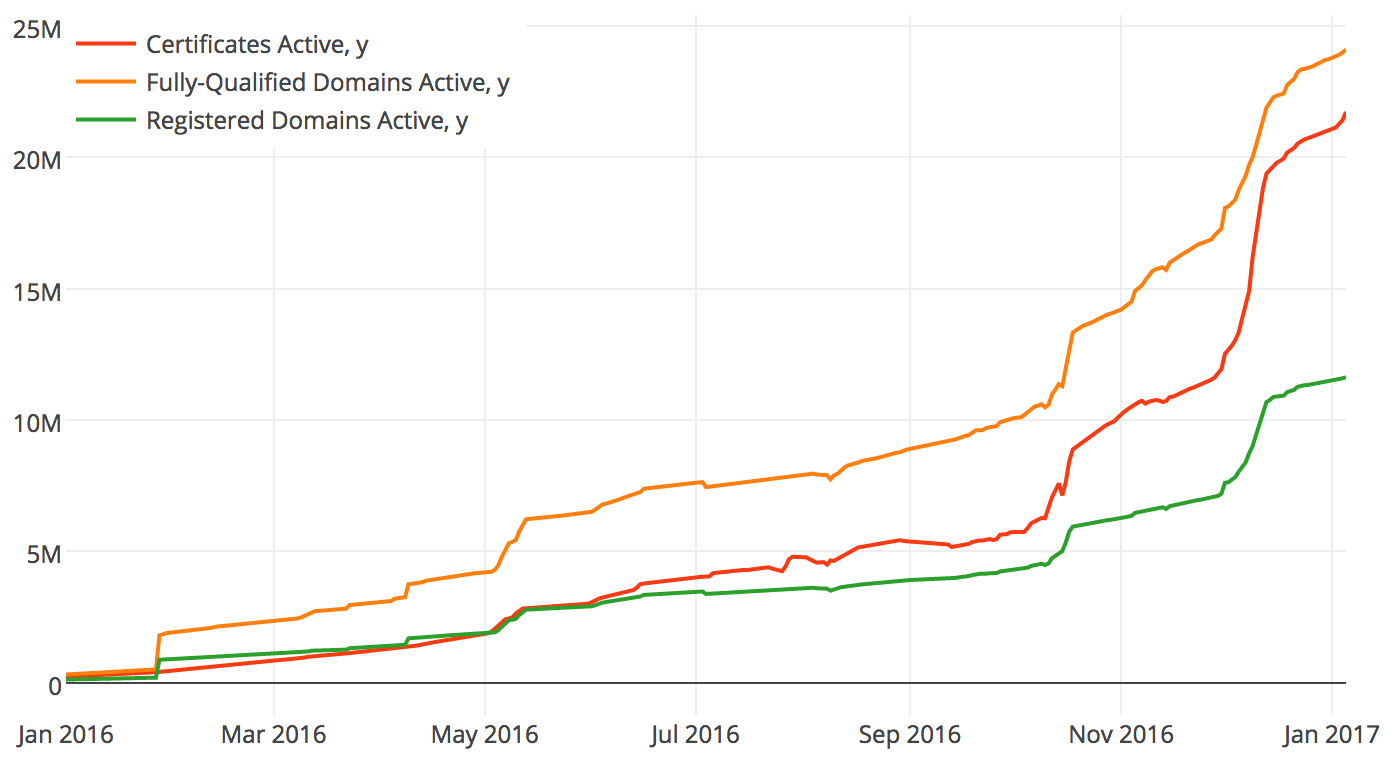 25M
Certificates Active, y
Fully-Qualified Domains Active, y
Registered Domains Active, y
20M
15M
10M
5M
0
Jan 2016 Mar 2016 May 2016 Jul 2016 Sep 2016 Nov 2016 Jan 2017